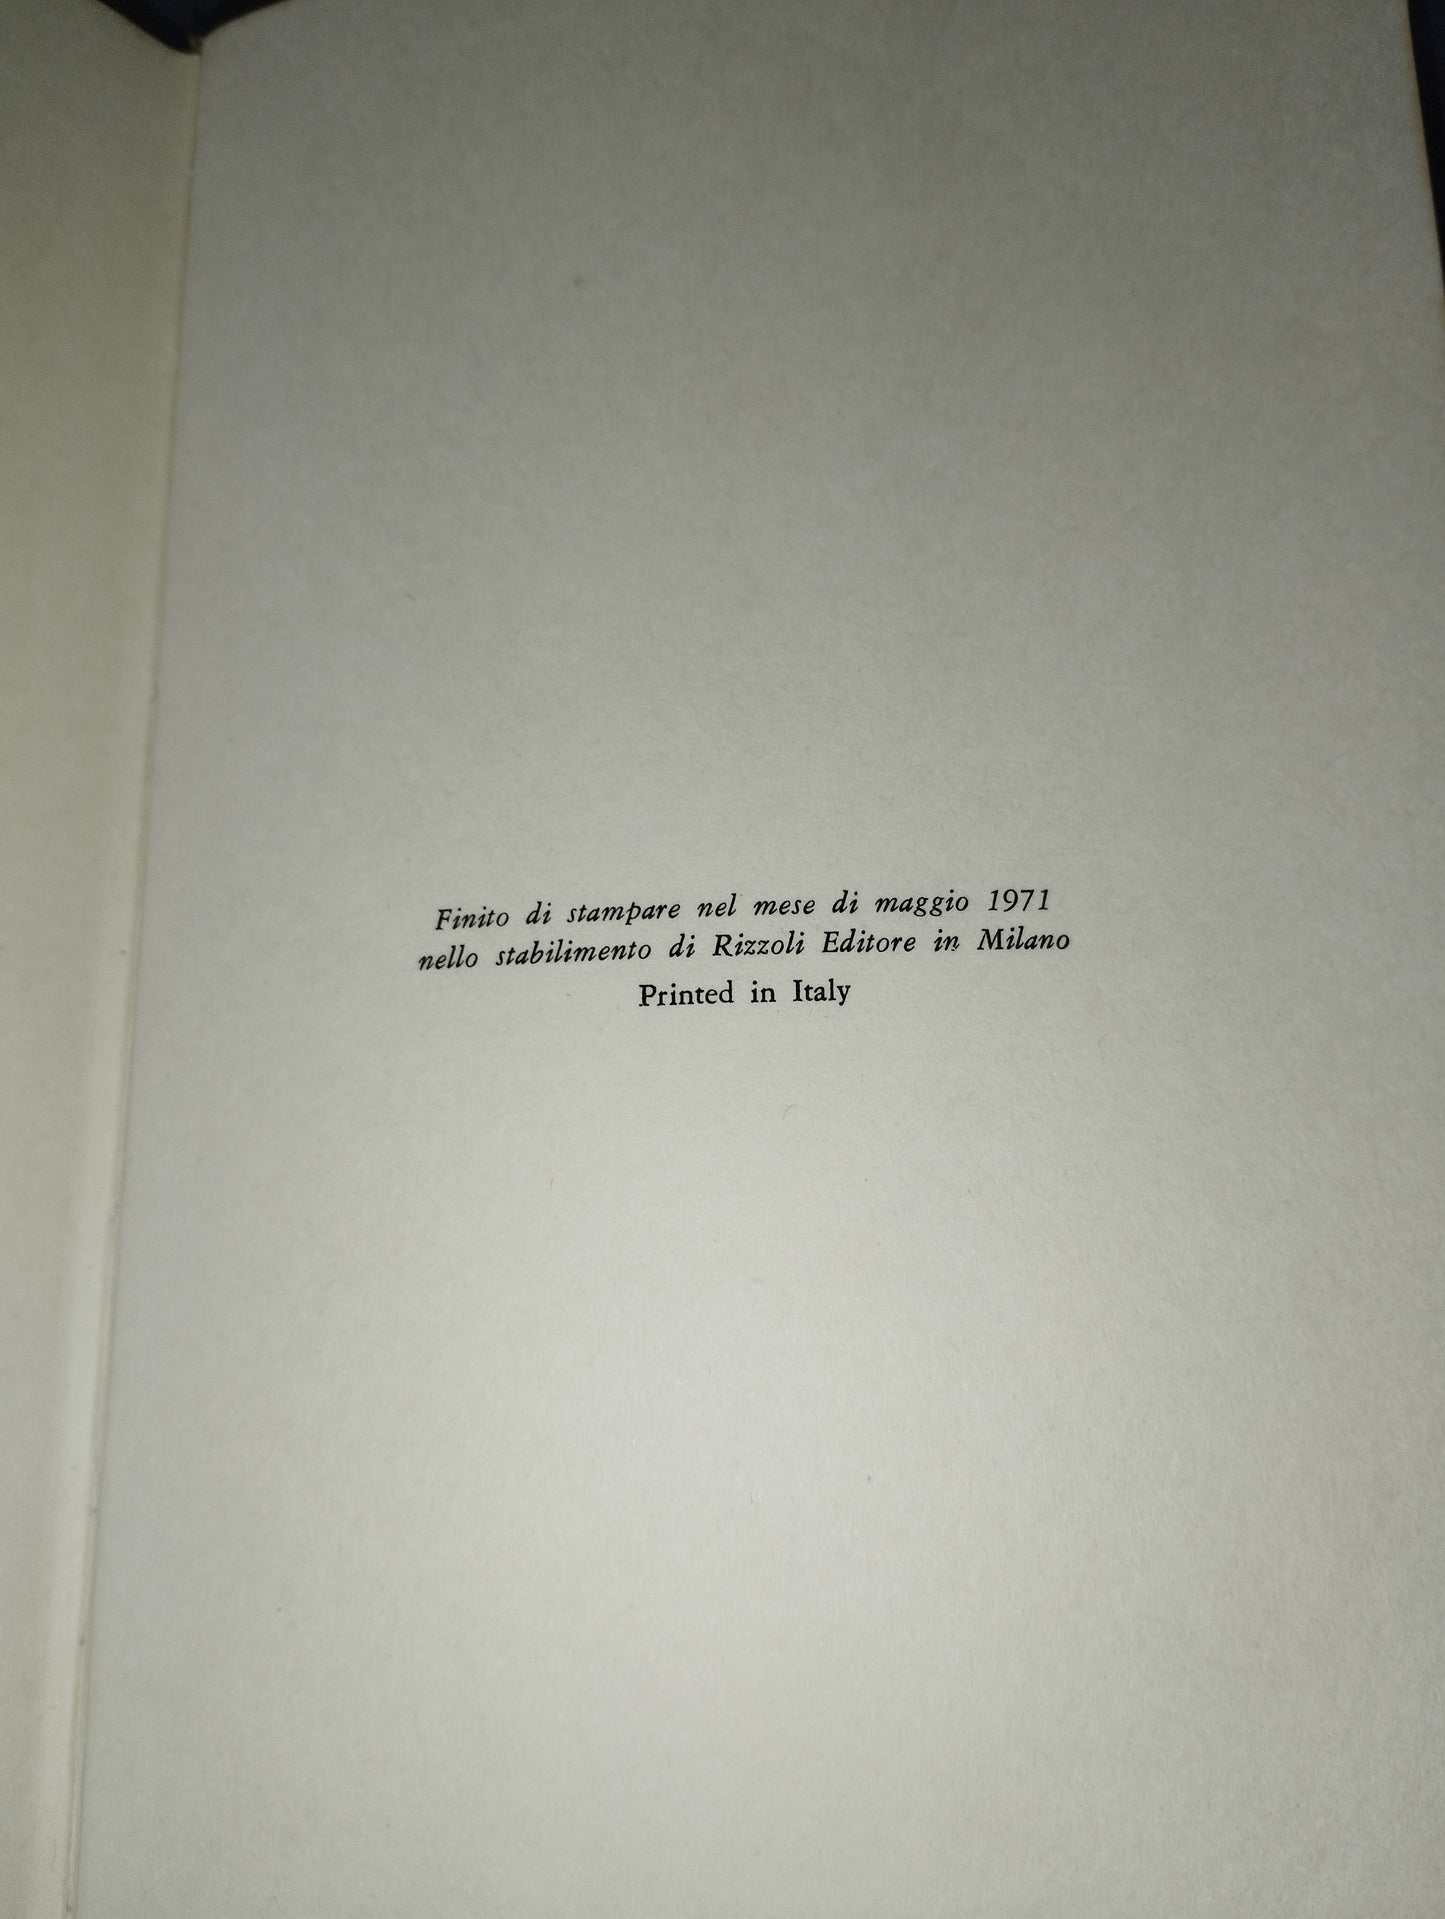 Finito di stampare nel mese di maggio 1971
nello stabilimento di Rizzoli Editore in Milano
Printed in Italy